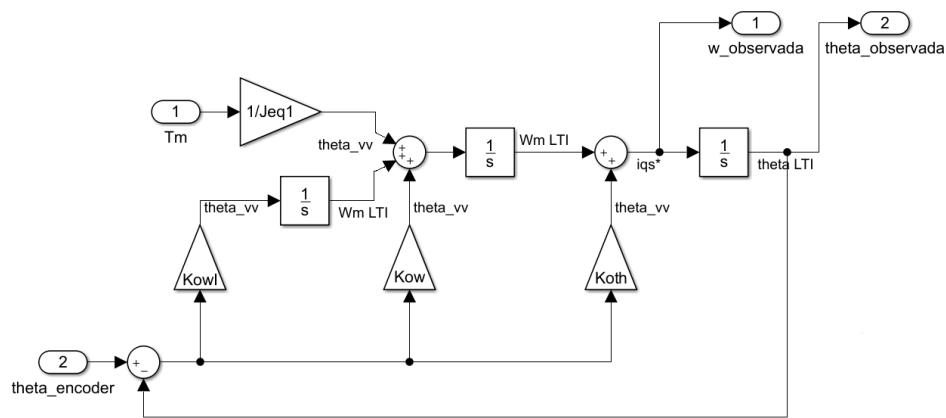 1
w_observada
2
theta_observada
1
Tm
1/Jeq1
theta_vv
+
+
+
1
s
Wm LTI
+
+
iqs*
1
s
theta LTI
theta_vv
1
s
Wm LTI
theta_vv
theta_vv
Kowl
Kow
Koth
2
theta_encoder
+
−